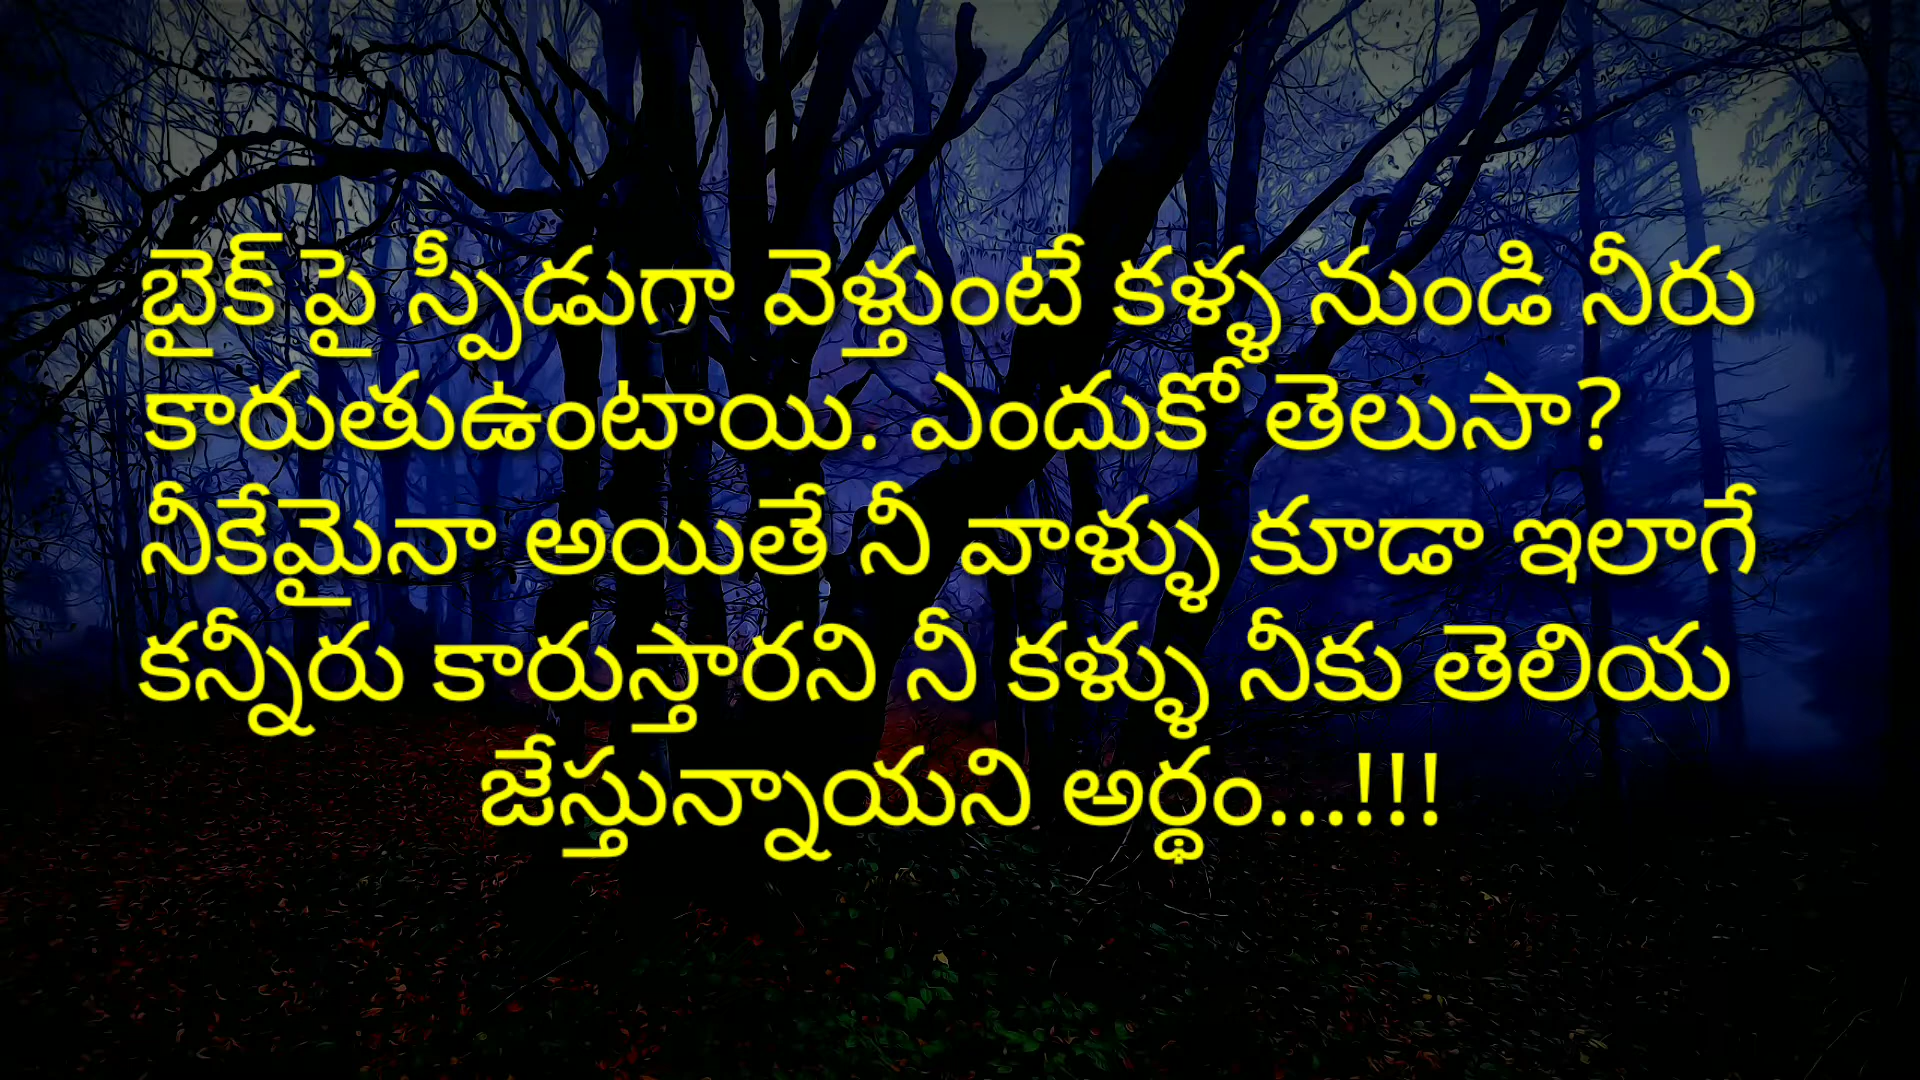 బైక్ పై స్పీడుగా వెళ్తుంటే కళ్ళ నుండి నీరు
కారుతుఉంటాయి. ఎందుకో తెలుసా?
నీకేమైనా అయితే నీ వాళ్ళు కూడా ఇలాగే
కన్నీరు కారుస్తారని నీ కళ్ళు నీకు తెలియ
జేస్తున్నాయని అర్థం...!!!